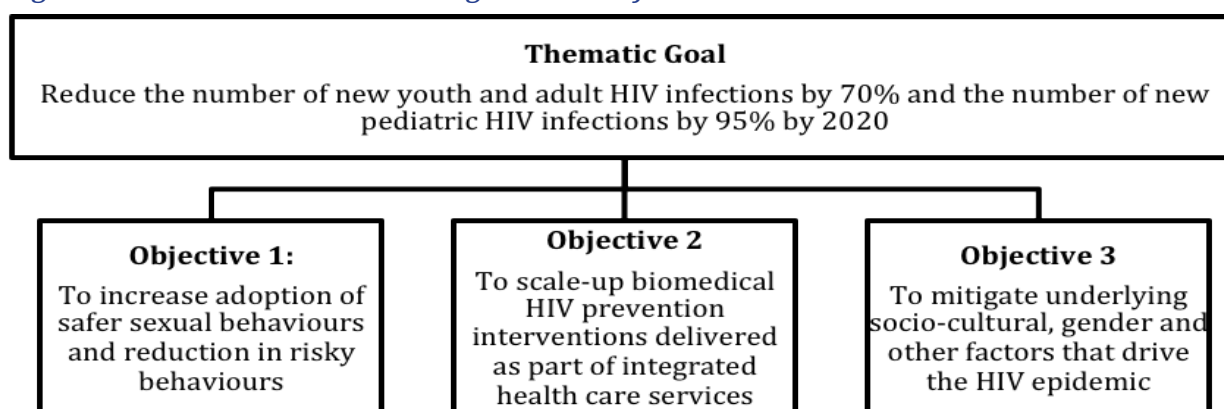 Thematic Goal
Reduce the number of new youth and adult HIV infections by 70% and the number of new
pediatric HIV infections by 95% by 2020
Objective 1:
To increase adoption of
safer sexual behaviours
and reduction in risky
behaviours
Objective 2
To scale-up biomedical
HIV prevention
interventions delivered
as part of integrated
health care services
Objective 3
To mitigate underlying
socio-cultural, gender and
other factors that drive
the HIV epidemic